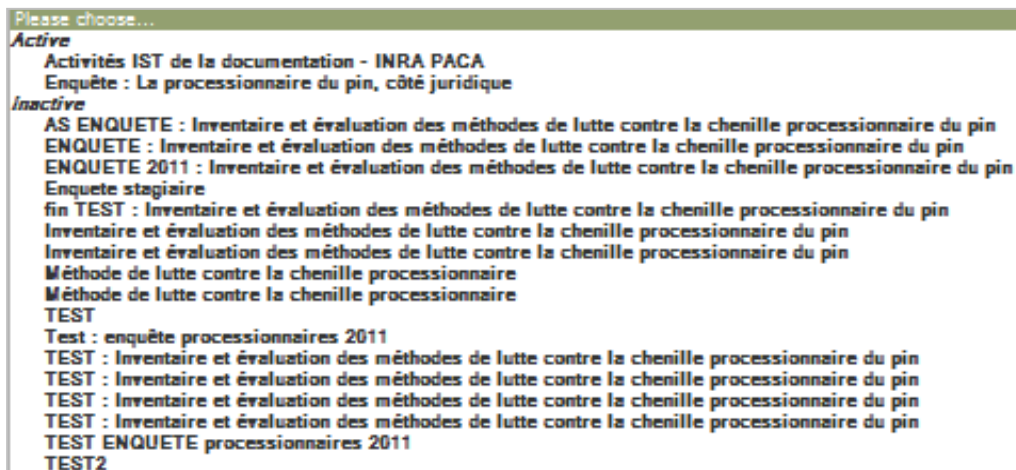 Please choose...
Active
Activités IST de la documentation - INRA PACA
Enquête : La processionnaire du pin, côté juridique
Inactive
AS ENQUETE : Inventaire et évaluation des méthodes de lutte contre la chenille processionnaire du pin
ENQUETE : Inventaire et évaluation des méthodes de lutte contre la chenille processionnaire du pin
ENQUETE 2011 : Inventaire et évaluation des méthodes de lutte contre la chenille processionnaire du pin
Enquete stagiaire
fin TEST : Inventaire et évaluation des méthodes de lutte contre la chenille processionnaire du pin
Inventaire et évaluation des méthodes de lutte contre la chenille processionnaire du pin
Inventaire et évaluation des méthodes de lutte contre la chenille processionnaire du pin
Méthode de lutte contre la chenille processionnaire
Méthode de lutte contre la chenille processionnaire
TEST
Test : enquête processionnaires 2011
TEST : Inventaire et évaluation des méthodes de lutte contre la chenille processionnaire du pin
TEST : Inventaire et évaluation des méthodes de lutte contre la chenille processionnaire du pin
TEST : Inventaire et évaluation des méthodes de lutte contre la chenille processionnaire du pin
TEST : Inventaire et évaluation des méthodes de lutte contre la chenille processionnaire du pin
TEST ENQUETE processionnaires 2011
TEST2